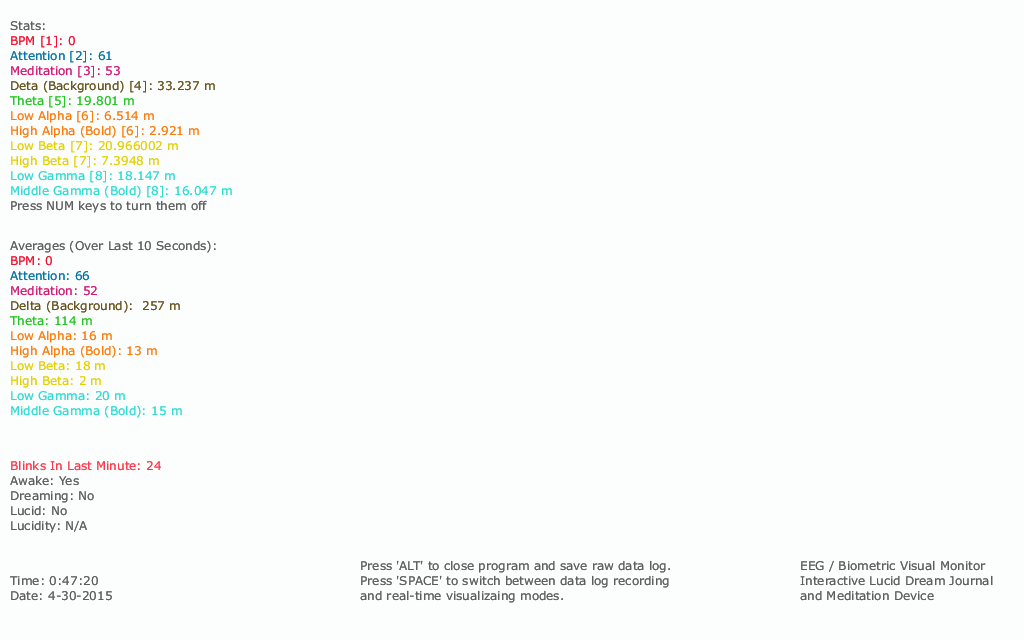 Stats:
BPM [1]: 0
Attention [2]: 61
Meditation [3]: 53
Deta (Background) [4]: 33.237 m
Theta [5]: 19.801 m
Low Alpha [6]: 6.514 m
High Alpha (Bold) [6]: 2.921 m
Low Beta [7]: 20.966002 m
High Beta [7]: 7.3948 m
Low Gamma [8]: 18.147 m
Middle Gamma (Bold) [8]: 16.047 m
Press NUM keys to turn them off
Averages (Over Last 10 Seconds):
BPM: 0
Attention: 66
Meditation: 52
Delta (Background):  257 m
Theta: 114 m
Low Alpha: 16 m
High Alpha (Bold): 13 m
Low Beta: 18 m
High Beta: 2 m
Low Gamma: 20 m
Middle Gamma (Bold): 15 m
Blinks In Last Minute: 24
Awake: Yes
Dreaming: No
Lucid: No
Lucidity: N/A
Time: 0:47:20
Date: 4-30-2015
Press 'ALT' to close program and save raw data log.
Press 'SPACE' to switch between data log recording
and real-time visualizaing modes.
EEG / Biometric Visual Monitor
Interactive Lucid Dream Journal
and Meditation Device